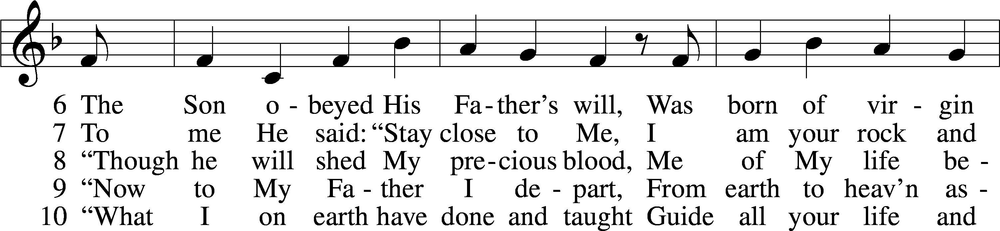 6 The Son o - beyed His Fa - ther’s will, Was born of vir - gin
7 To me He said: “Stay close to Me, I am your rock and
8 “Though he will shed My pre - cious blood, Me of My life be -
9 “Now to My Fa - ther I de - part, From earth to heav’n as -
10 “What I on earth have done and taught Guide all your life and